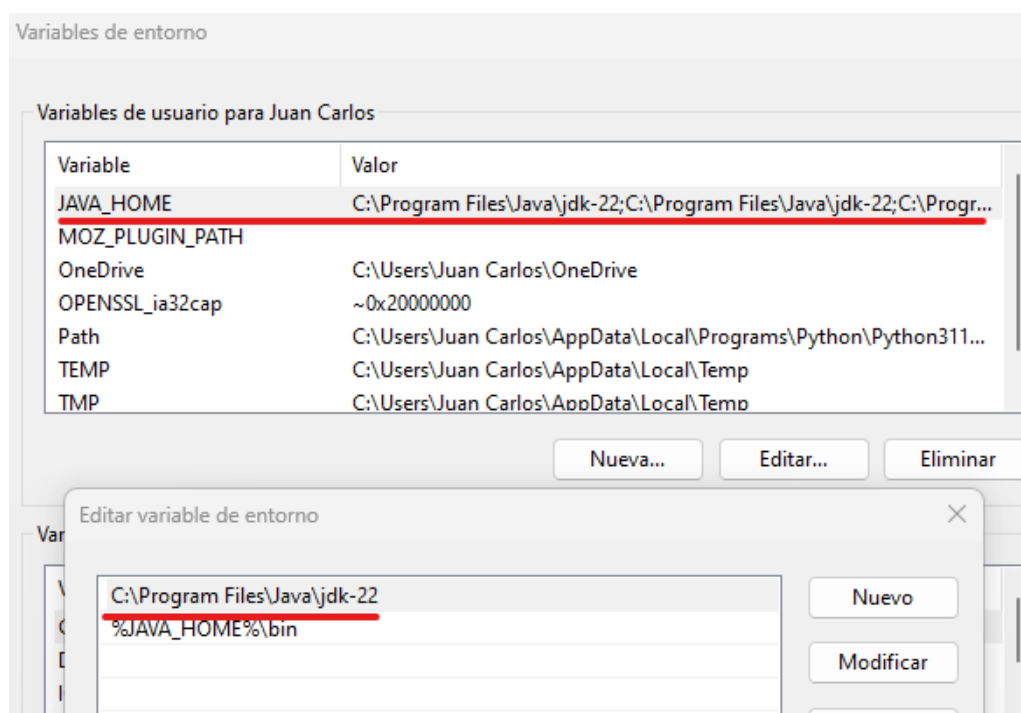 Variables de entorno
Variables de usuario para Juan Carlos
Variable Valor
JAVA_HOME C:\Program Files\Java\jdk-22;C:\Program Files\Java\jdk-22;C:\Progr...
MOZ_PLUGIN_PATH
OneDrive C:\Users\Juan Carlos\OneDrive
OPENSSL_ia32cap ~0x20000000
Path C:\Users\Juan Carlos\AppData\Local\Programs\Python\Python311...
TEMP C:\Users\Juan Carlos\AppData\Local\Temp
TMP C:\Users\Juan Carlos\AppData\Local\Temp
Nueva... Editar... Eliminar
Editar variable de entorno
Var
C:\Program Files\Java\jdk-22 Nuevo
%JAVA_HOME%\bin
Modificar